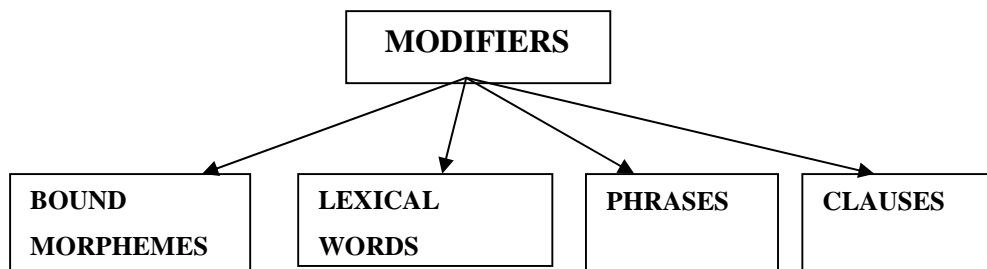 MODIFIERS
BOUND
MORPHEMES
LEXICAL
WORDS
PHRASES
CLAUSES